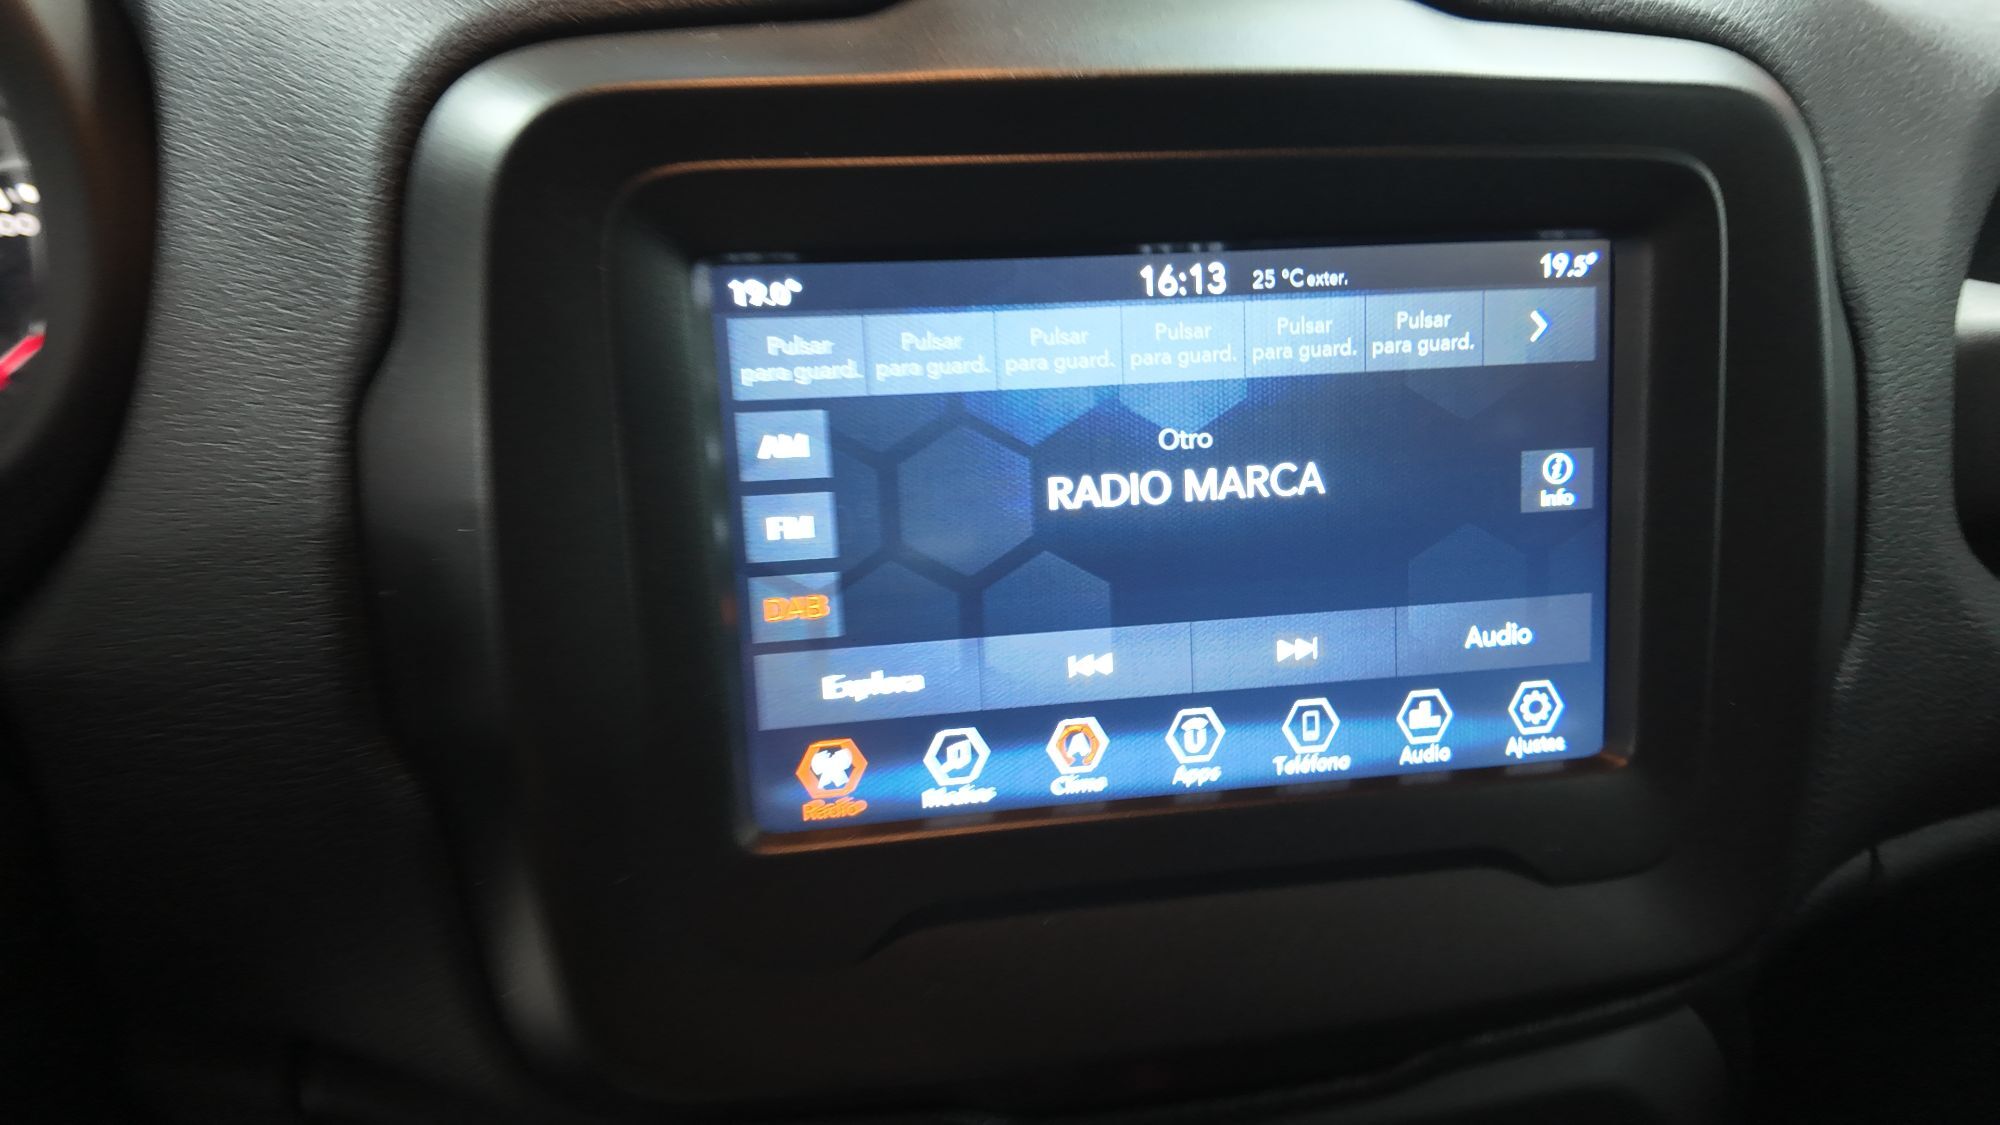 19.0°
16:13
25 °C exter.
19.5°
Pulsar
para guard.
Pulsar
para guard.
Pulsar
para guard.
Pulsar
para guard.
Pulsar
para guard.
Pulsar
para guard.
AM
FM
DAB
Otro
RADIO MARCA
Info
Explora
Audio
Radio
Medios
Clima
Apps
Teléfono
Audio
Ajustes